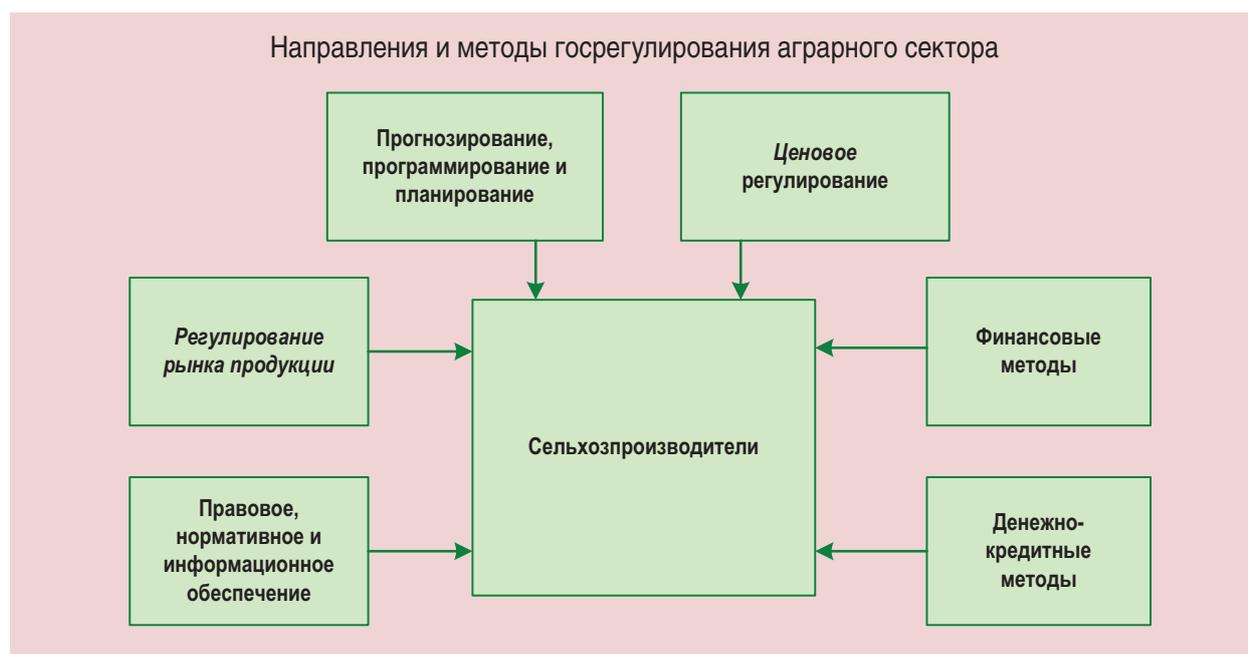 Направления и методы госрегулирования аграрного сектора
Прогнозирование,
программирование и
планирование
Ценовое
регулирование
Регулирование
рынка продукции
Финансовые
методы
Сельхозпроизводители
Правовое,
нормативное и
информационное
обеспечение
Денежно-
кредитные
методы